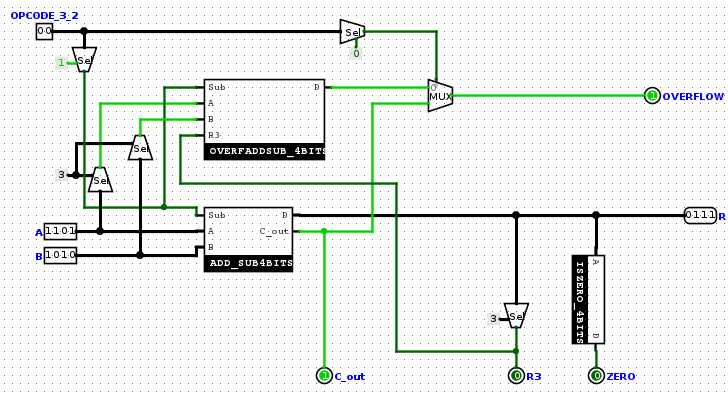 OPCODE_3_2
00
Sel
0
1
Sel
Sub
A
B
R3
D
OVERFADDSUB_4BITS
0
MUX
1
OVERFLOW
Sel
3
Sel
A
1101
B
1010
Sub
A
B
D
C_out
ADD_SUB4BITS
0111
R
A
ISZERO_4BITS
D
3
Sel
1
C_out
0
R3
0
ZERO